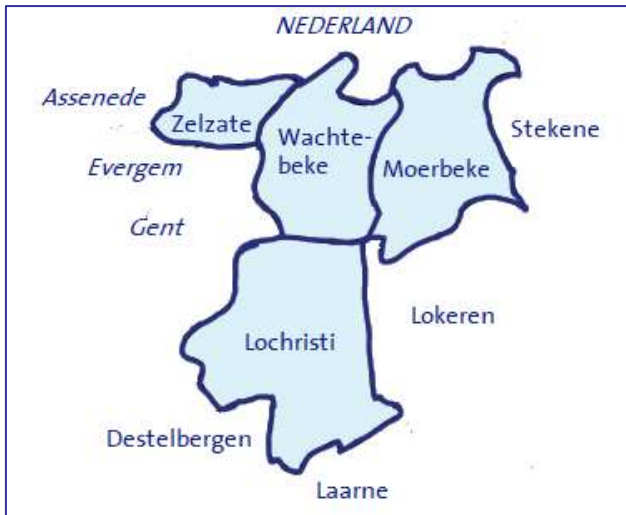 NEDERLAND
Assenede
Zelzate
Wachte-
beke
Stekene
Evergem
Moerbeke
Gent
Lokeren
Lochristi
Destelbergen
Laarne